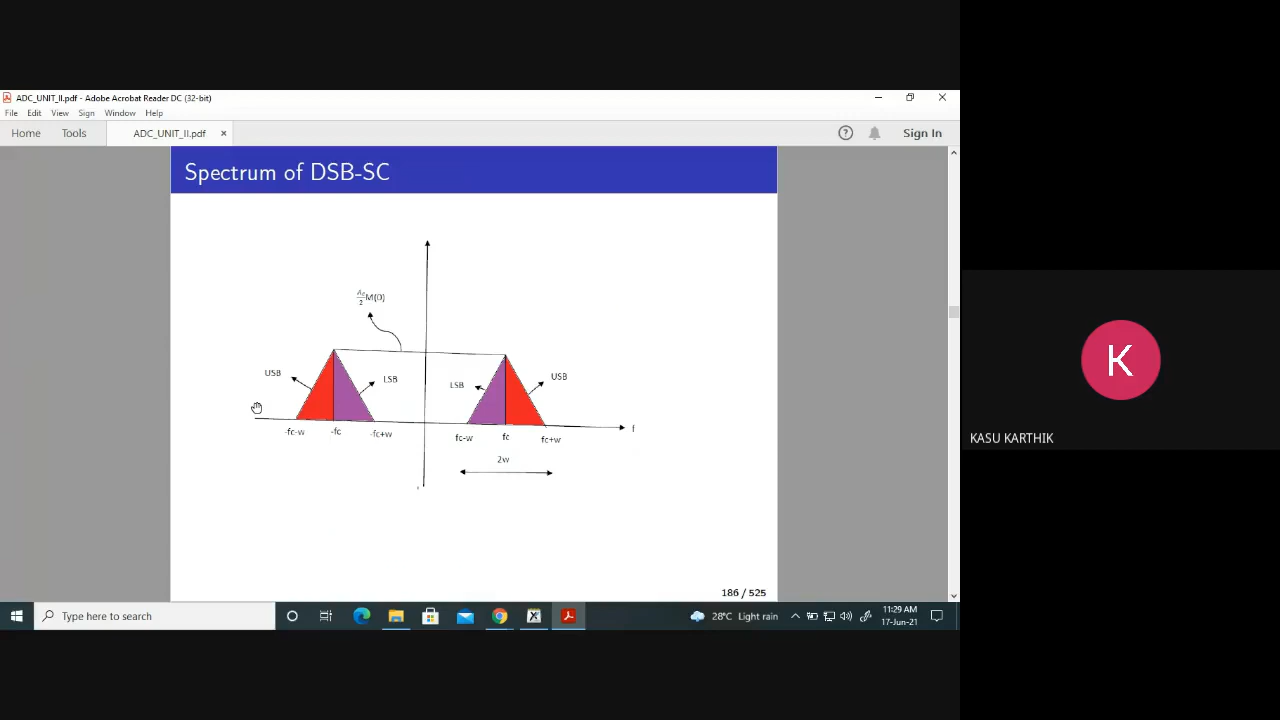 ADC_UNIT_II.pdf - Adobe Acrobat Reader DC (32-bit)
File Edit View Sign Window Help
Home Tools ADC_UNIT_II.pdf × Sign In
Spectrum of DSB-SC
Ac/2 M(0)
USB LSB LSB USB
-fc-w -fc -fc+w fc-w fc fc+w f
2w
186 / 525
K
KASU KARTHIK
Type here to search
28°C Light rain
11:29 AM
17-Jun-21